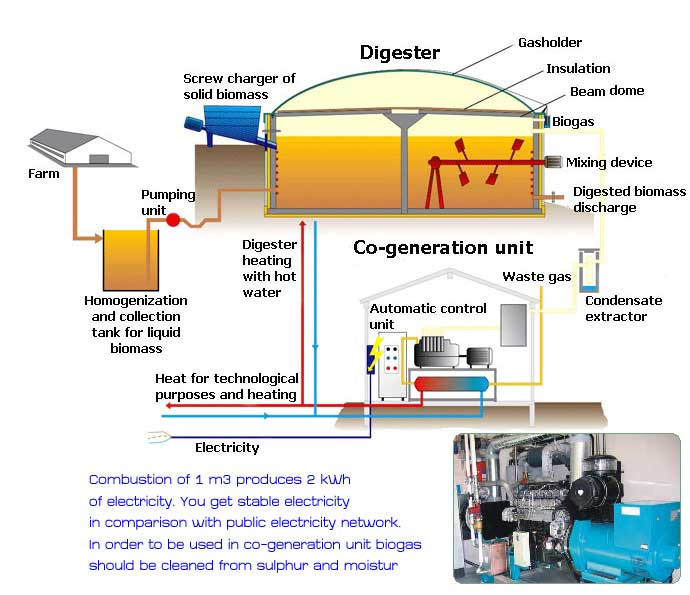 Digester
Gasholder
Insulation
Beam dome
Screw charger of
solid biomass
Biogas
Farm
Mixing device
Pumping
unit
Digested biomass
discharge
Digester
heating
with hot
water
Co-generation unit
Waste gas
Homogenization
and collection
tank for liquid
biomass
Automatic control
unit
Condensate
extractor
Heat for technological
purposes and heating
Electricity
Combustion of 1 m3 produces 2 kWh
of electricity. You get stable electricity
in comparison with public electricity network.
In order to be used in co-generation unit biogas
should be cleaned from sulphur and moistur